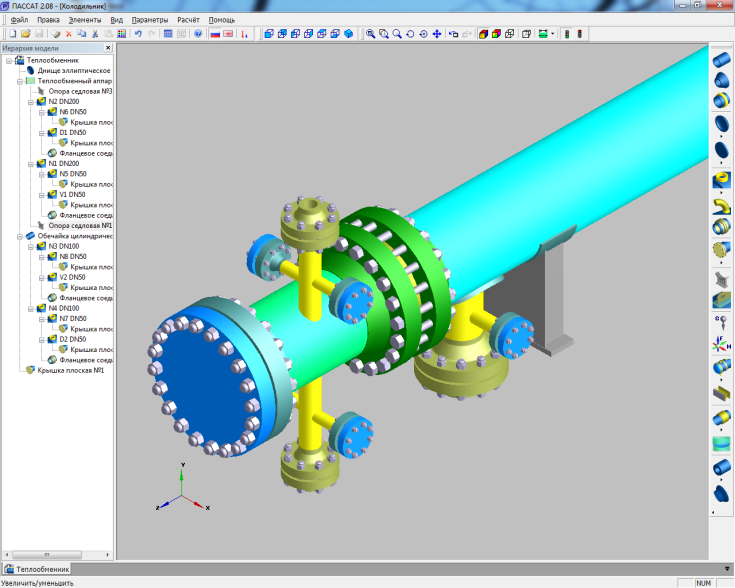 ПАССАТ 2.08 - [Холодильник]
Файл Правка Элементы Вид Параметры Расчёт Помощь
Иерархия модели
Теплообменник
Днище эллиптическое
Теплообменный аппар
Опора седловая №3
N2 DN200
N6 DN50
Крышка плос
D1 DN50
Крышка плос
Фланцевое соед
N1 DN200
N5 DN50
Крышка плос
V1 DN50
Крышка плос
Фланцевое соед
Опора седловая №1
Обечайка цилиндричес
N3 DN100
N8 DN50
Крышка плос
V2 DN50
Крышка плос
Фланцевое соед
N4 DN100
N7 DN50
Крышка плос
D2 DN50
Крышка плос
Фланцевое соед
Крышка плоская №1
Y
Z
X
Теплообменник
Увеличить/уменьшить
NUM